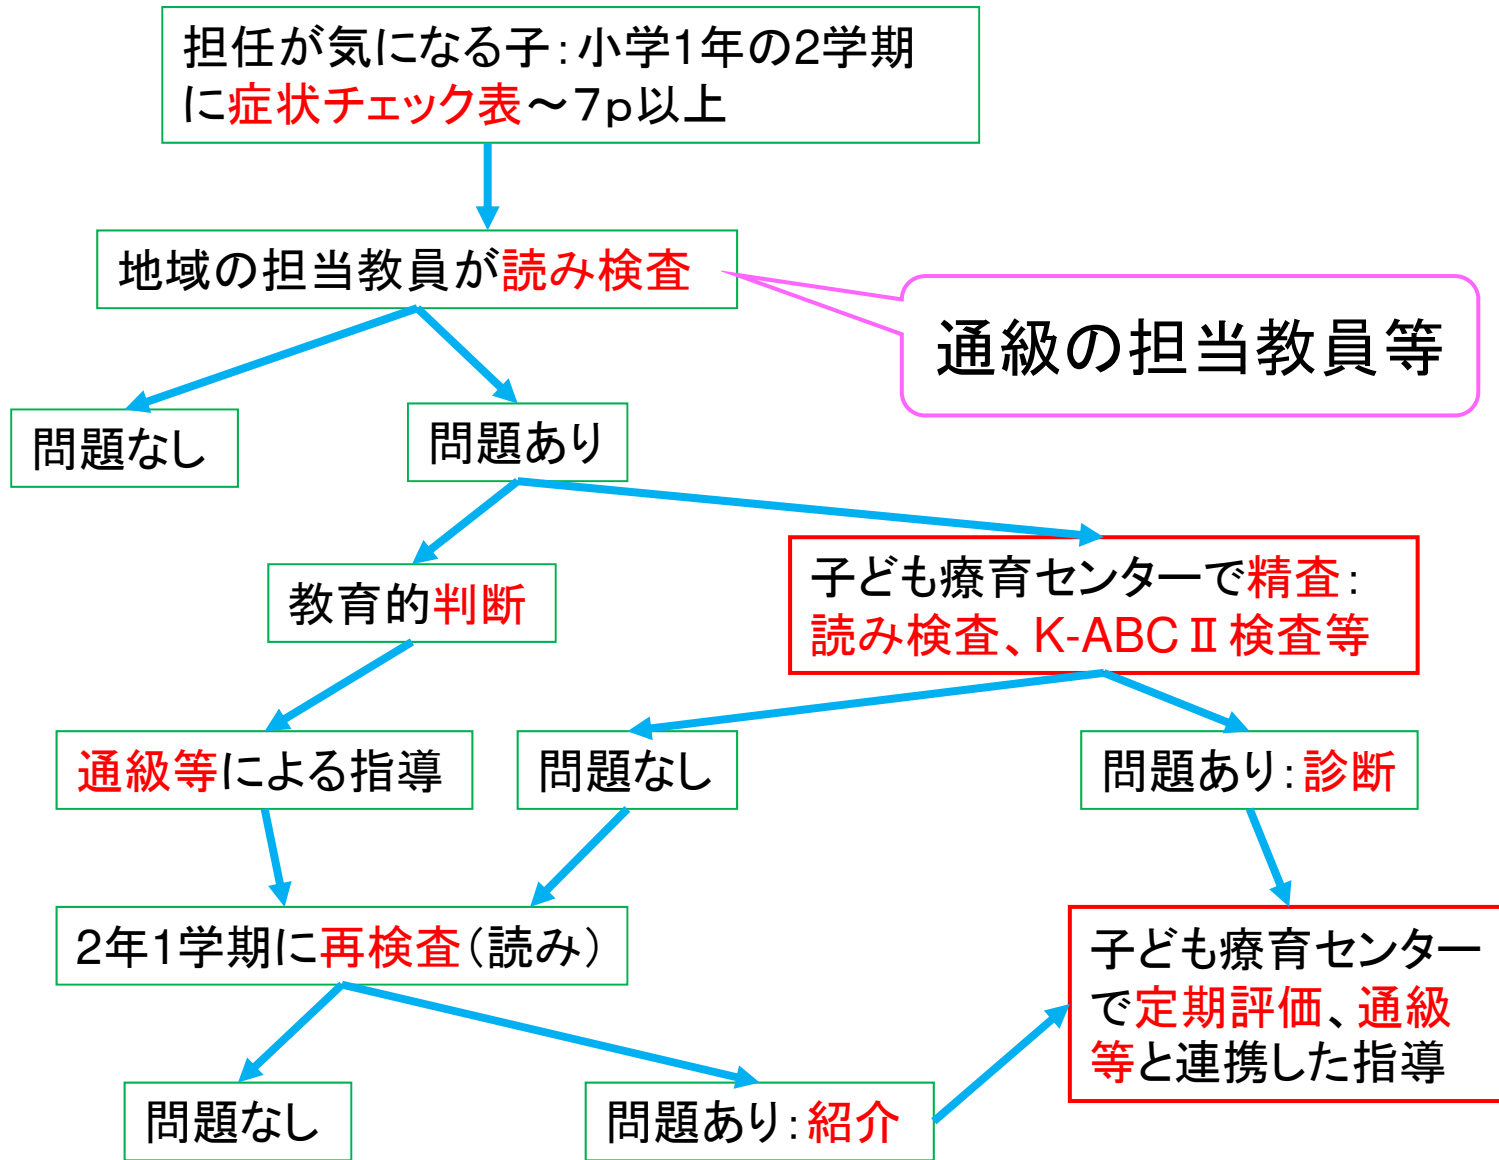 担任が気になる子：小学1年の2学期
に症状チェック表～7p以上
地域の担当教員が読み検査
通級の担当教員等
問題なし
問題あり
教育的判断
子ども療育センターで精査：
読み検査、K-ABCⅡ検査等
通級等による指導
問題なし
問題あり：診断
2年1学期に再検査（読み）
子ども療育センター
で定期評価、通級
等と連携した指導
問題なし
問題あり：紹介